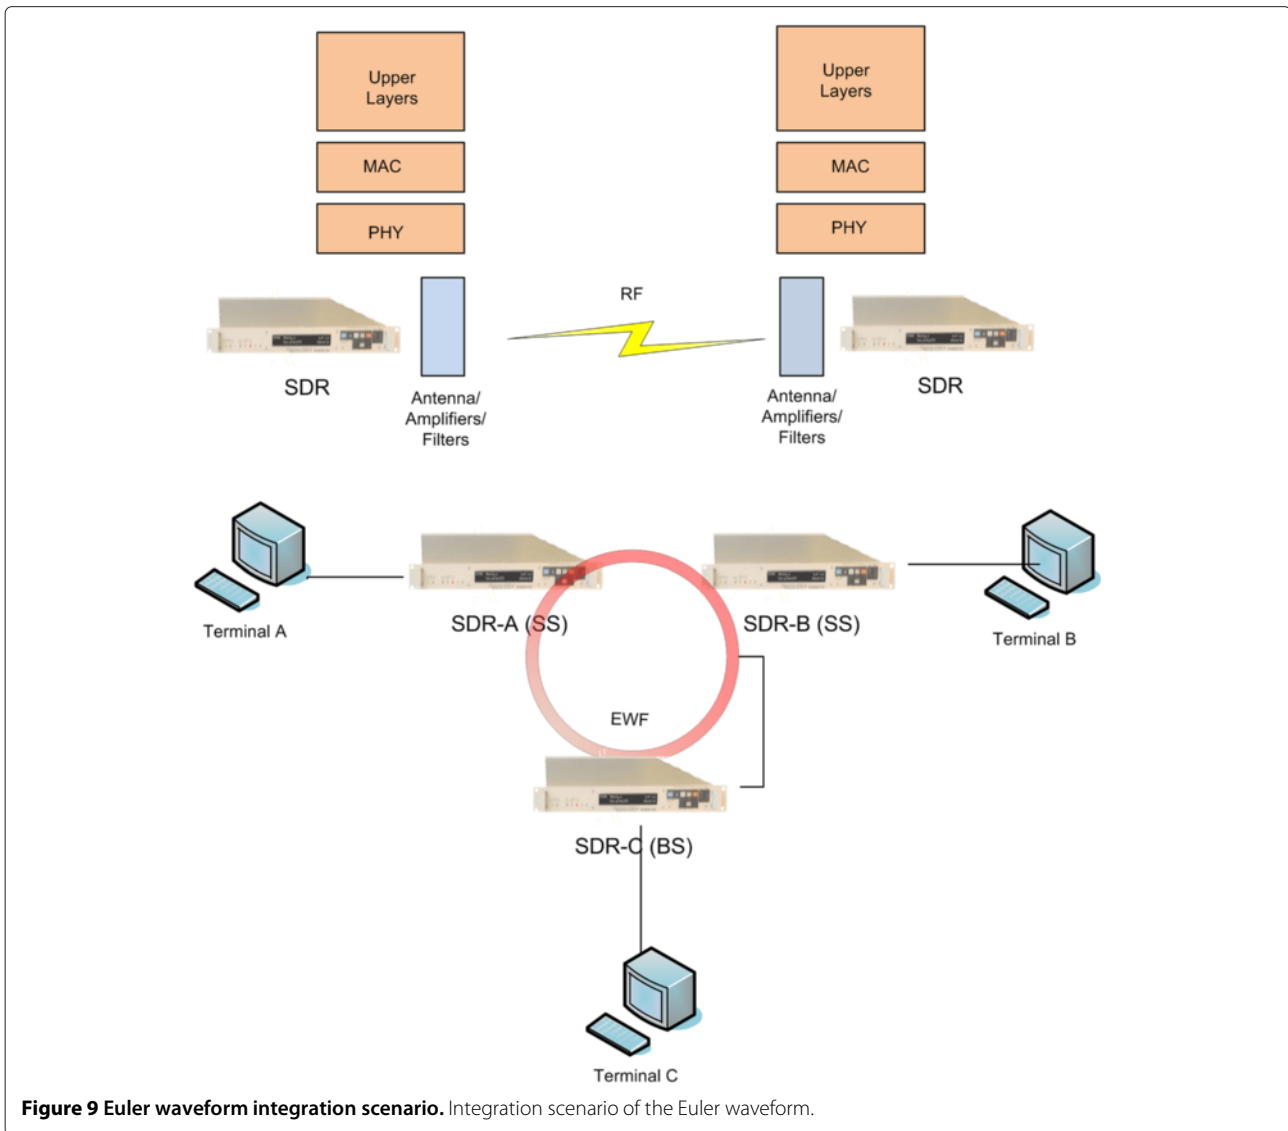 Upper
Layers
Upper
Layers
MAC
MAC
PHY
PHY
RF
SDR
SDR
Antenna/
Amplifiers/
Filters
Antenna/
Amplifiers/
Filters
Terminal A
SDR-A (SS)
SDR-B (SS)
Terminal B
EWF
SDR-C (BS)
Terminal C
Figure 9 Euler waveform integration scenario. Integration scenario of the Euler waveform.